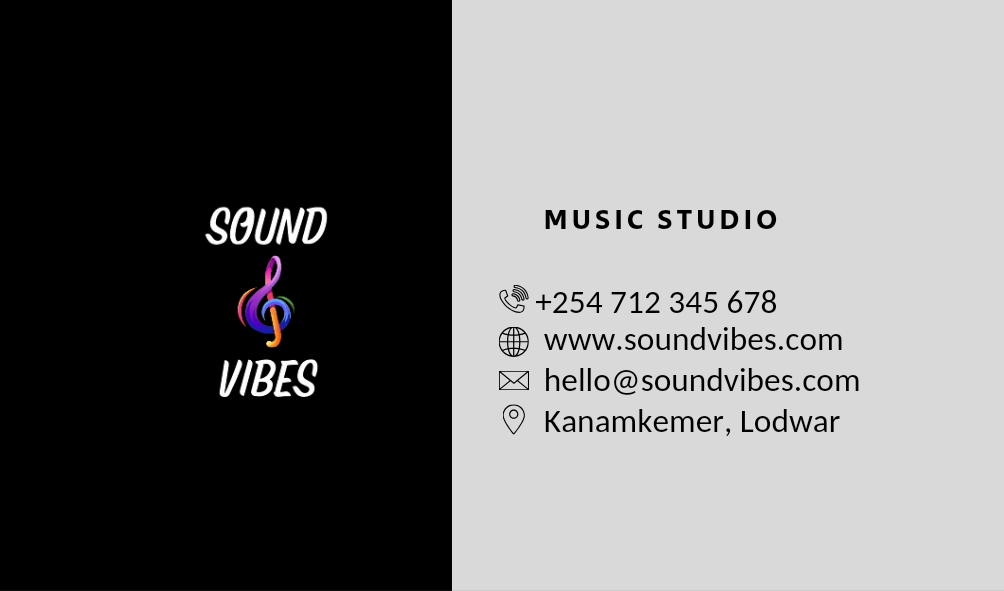 SOUND
VIBES
MUSIC STUDIO
+254 712 345 678
www.soundvibes.com
hello@soundvibes.com
Kanamkemer, Lodwar